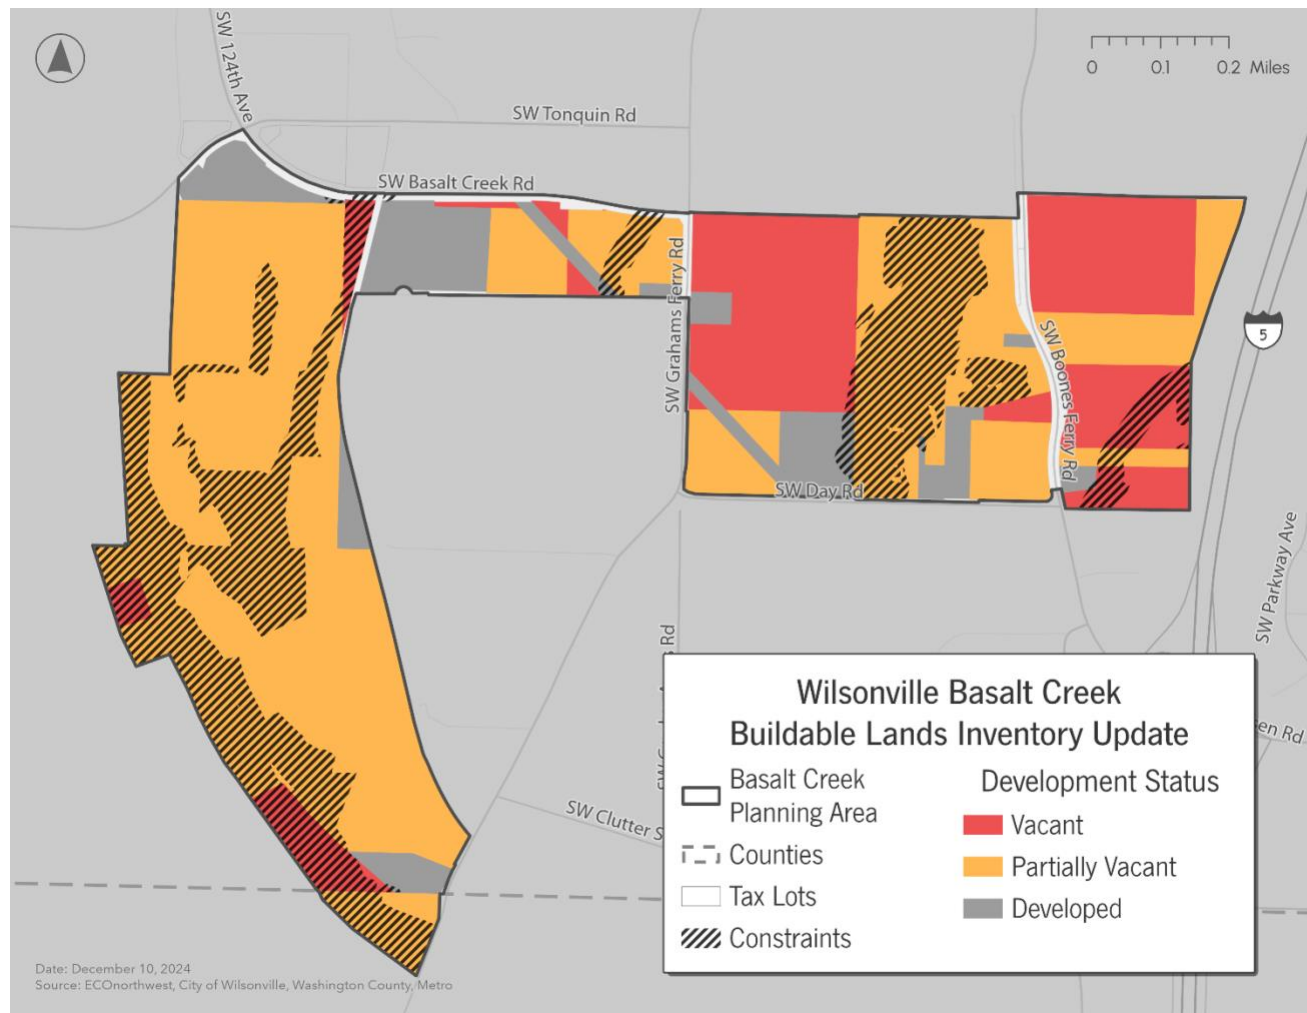 SW 124th Ave
0 0.1 0.2 Miles
SW Tonquin Rd
SW Basalt Creek Rd
SW Grahams Ferry Rd
5
SW Boones Ferry Rd
SW Day Rd
SW Parkway Ave
Rd
en Rd
SW Clutter S
Wilsonville Basalt Creek
Buildable Lands Inventory Update
Basalt Creek
Planning Area
Counties
Tax Lots
Constraints
Development Status
Vacant
Partially Vacant
Developed
Date: December 10, 2024
Source: ECOnorthwest, City of Wilsonville, Washington County, Metro